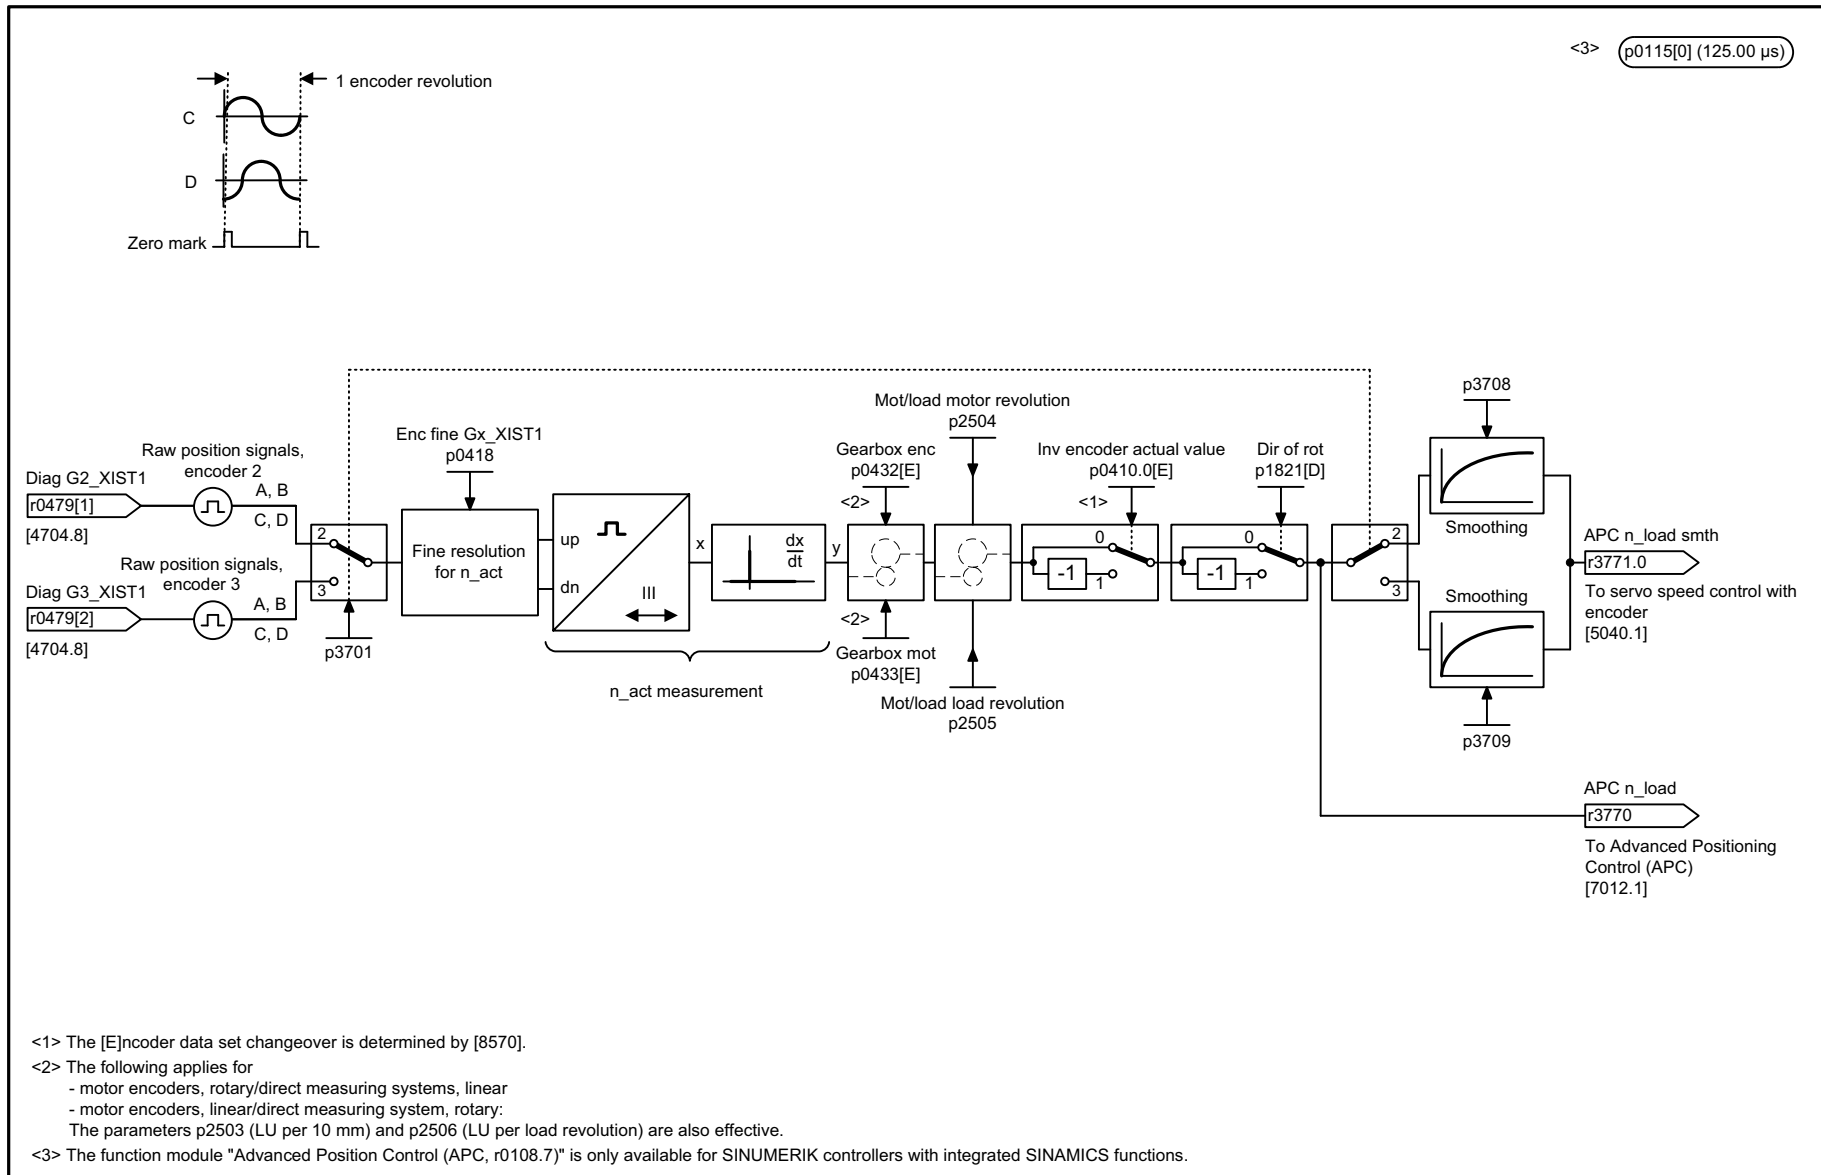 <3> p0115[0] (125.00 µs)
1 encoder revolution
C
D
Zero mark
Diag G2_XIST1
r0479[1]
[4704.8]
Raw position signals,
encoder 2
A, B
C, D
Diag G3_XIST1
r0479[2]
[4704.8]
Raw position signals,
encoder 3
A, B
C, D
2
3
p3701
Enc fine Gx_XIST1
p0418
Fine resolution
for n_act
up
dn
III
x
dx
dt
y
n_act measurement
Gearbox enc
p0432[E]
<2>
<2>
Gearbox mot
p0433[E]
Mot/load motor revolution
p2504
Mot/load load revolution
p2505
Inv encoder actual value
p0410.0[E]
<1>
0
-1
1
Dir of rot
p1821[D]
0
-1
1
2
3
p3708
Smoothing
Smoothing
p3709
APC n_load smth
r3771.0
To servo speed control with
encoder
[5040.1]
APC n_load
r3770
To Advanced Positioning
Control (APC)
[7012.1]
<1> The [E]ncoder data set changeover is determined by [8570].
<2> The following applies for
- motor encoders, rotary/direct measuring systems, linear
- motor encoders, linear/direct measuring system, rotary:
The parameters p2503 (LU per 10 mm) and p2506 (LU per load revolution) are also effective.
<3> The function module "Advanced Position Control (APC, r0108.7)" is only available for SINUMERIK controllers with integrated SINAMICS functions.